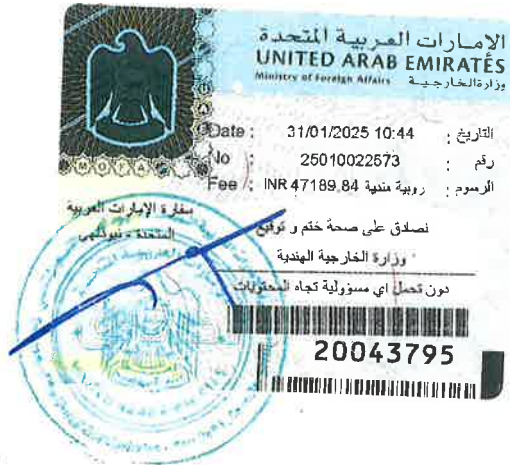 الإمارات العربية المتحدة
UNITED ARAB EMIRATES
Ministry of Foreign Affairs وزارة الخارجية
Date : 31/01/2025 10:44 التاريخ :
No : 25010022573 رقم :
Fee : INR 47189.84 روبية هندية الرسوم :
MOFA
سفارة الإمارات العربية
المتحدة - نيودلهي
نصادق على صحة ختم و توقيع
وزارة الخارجية الهندية
دون تحمل اي مسؤولية تجاه المحتويات
20043795